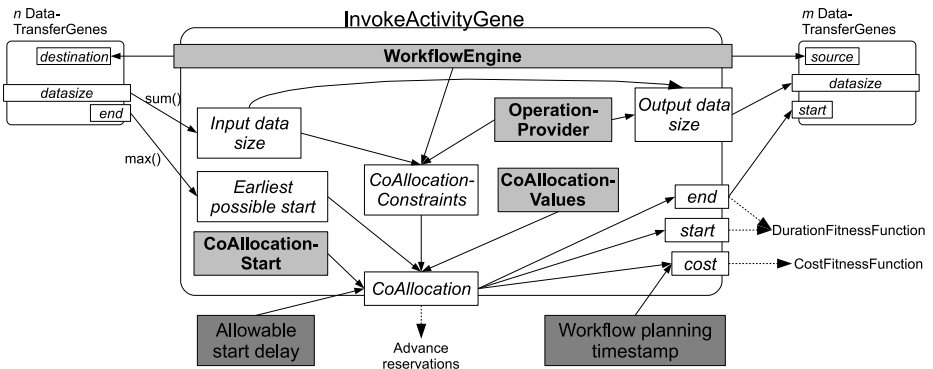 n Data-
TransferGenes
InvokeActivityGene
m Data-
TransferGenes
destination
WorkflowEngine
source
datasize
sum()
datasize
end
Input data
size
Operation-
Provider
Output data
size
start
max()
Earliest
possible start
CoAllocation-
Constraints
CoAllocation-
Values
end
start
DurationFitnessFunction
CoAllocation-
Start
cost
CostFitnessFunction
CoAllocation
Allowable
start delay
Workflow planning
timestamp
Advance
reservations